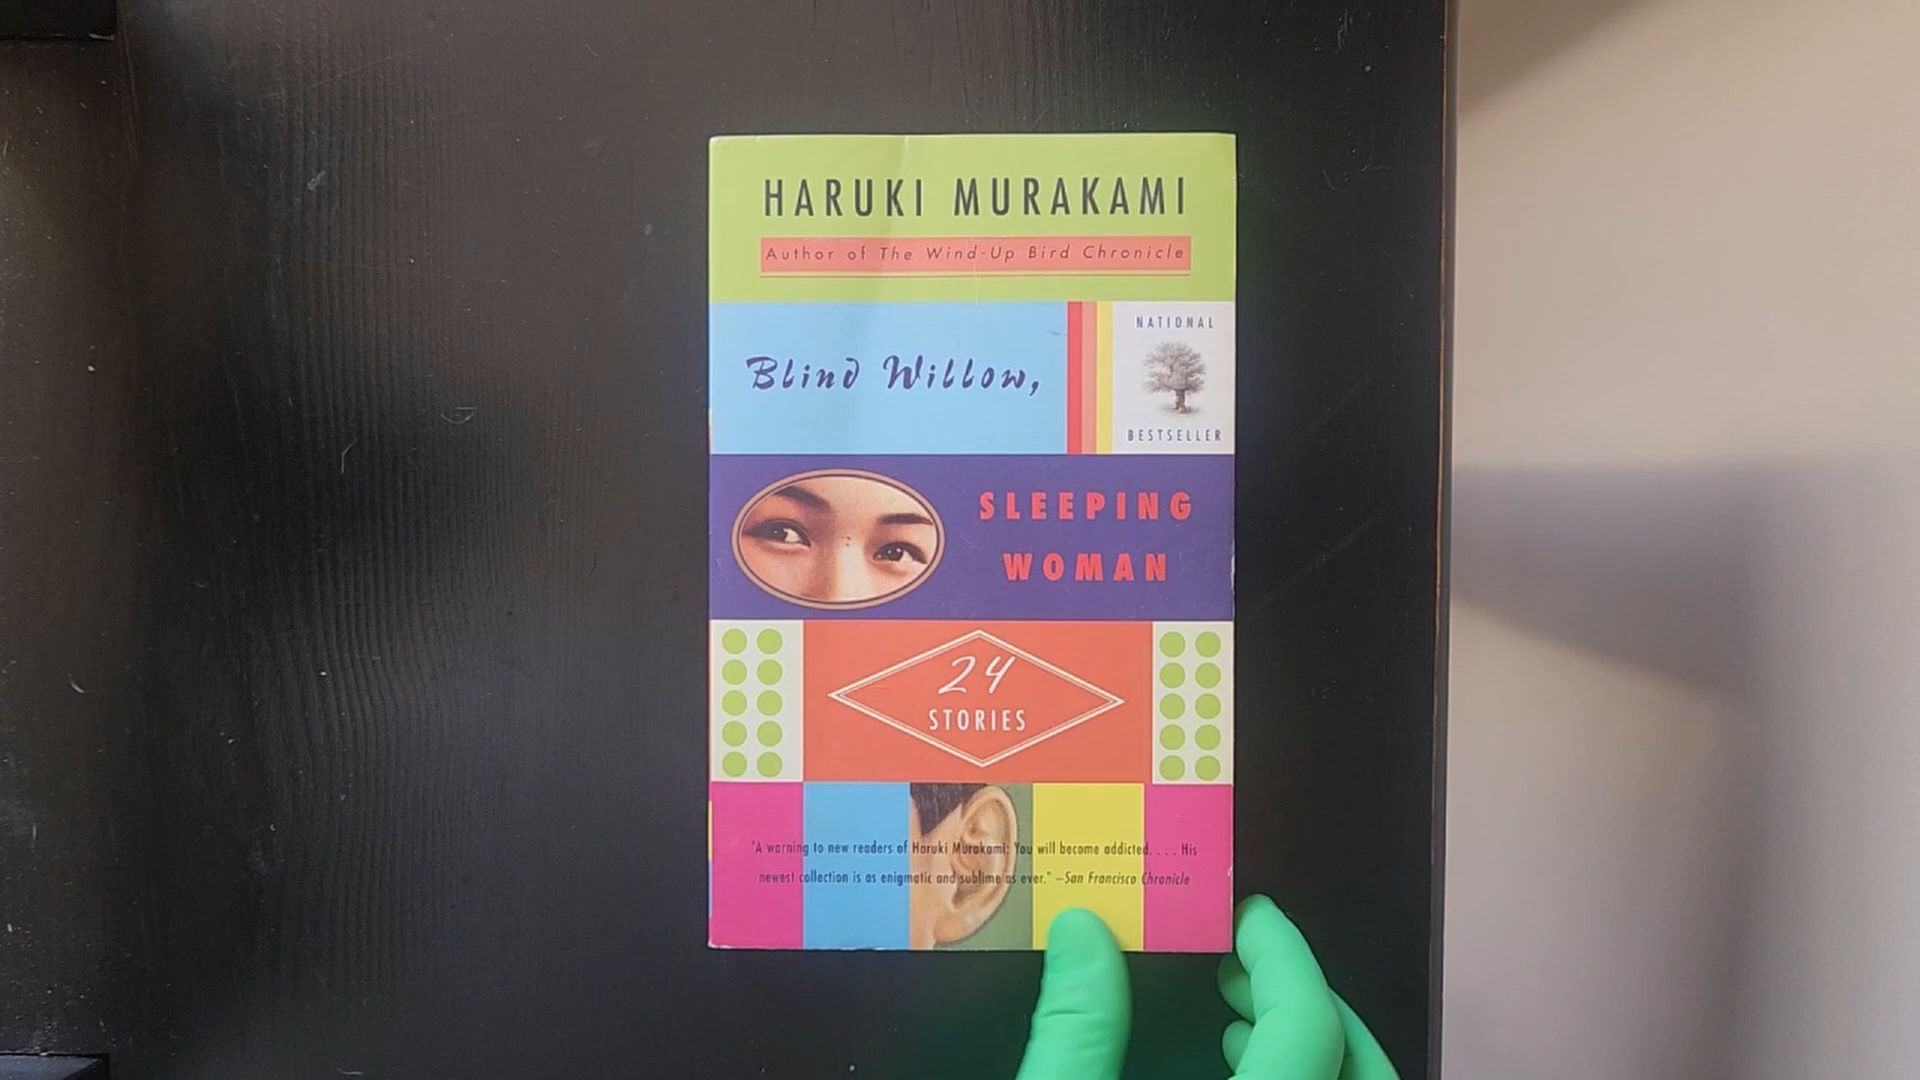 HARUKI MURAKAMI
Author of The Wind-Up Bird Chronicle
Blind Willow,
NATIONAL
BESTSELLER
SLEEPING
WOMAN
24
STORIES
"A warning to new readers of Haruki Murakami: You will become addicted. . . . His
newest collection is as enigmatic and sublime as ever." —San Francisco Chronicle